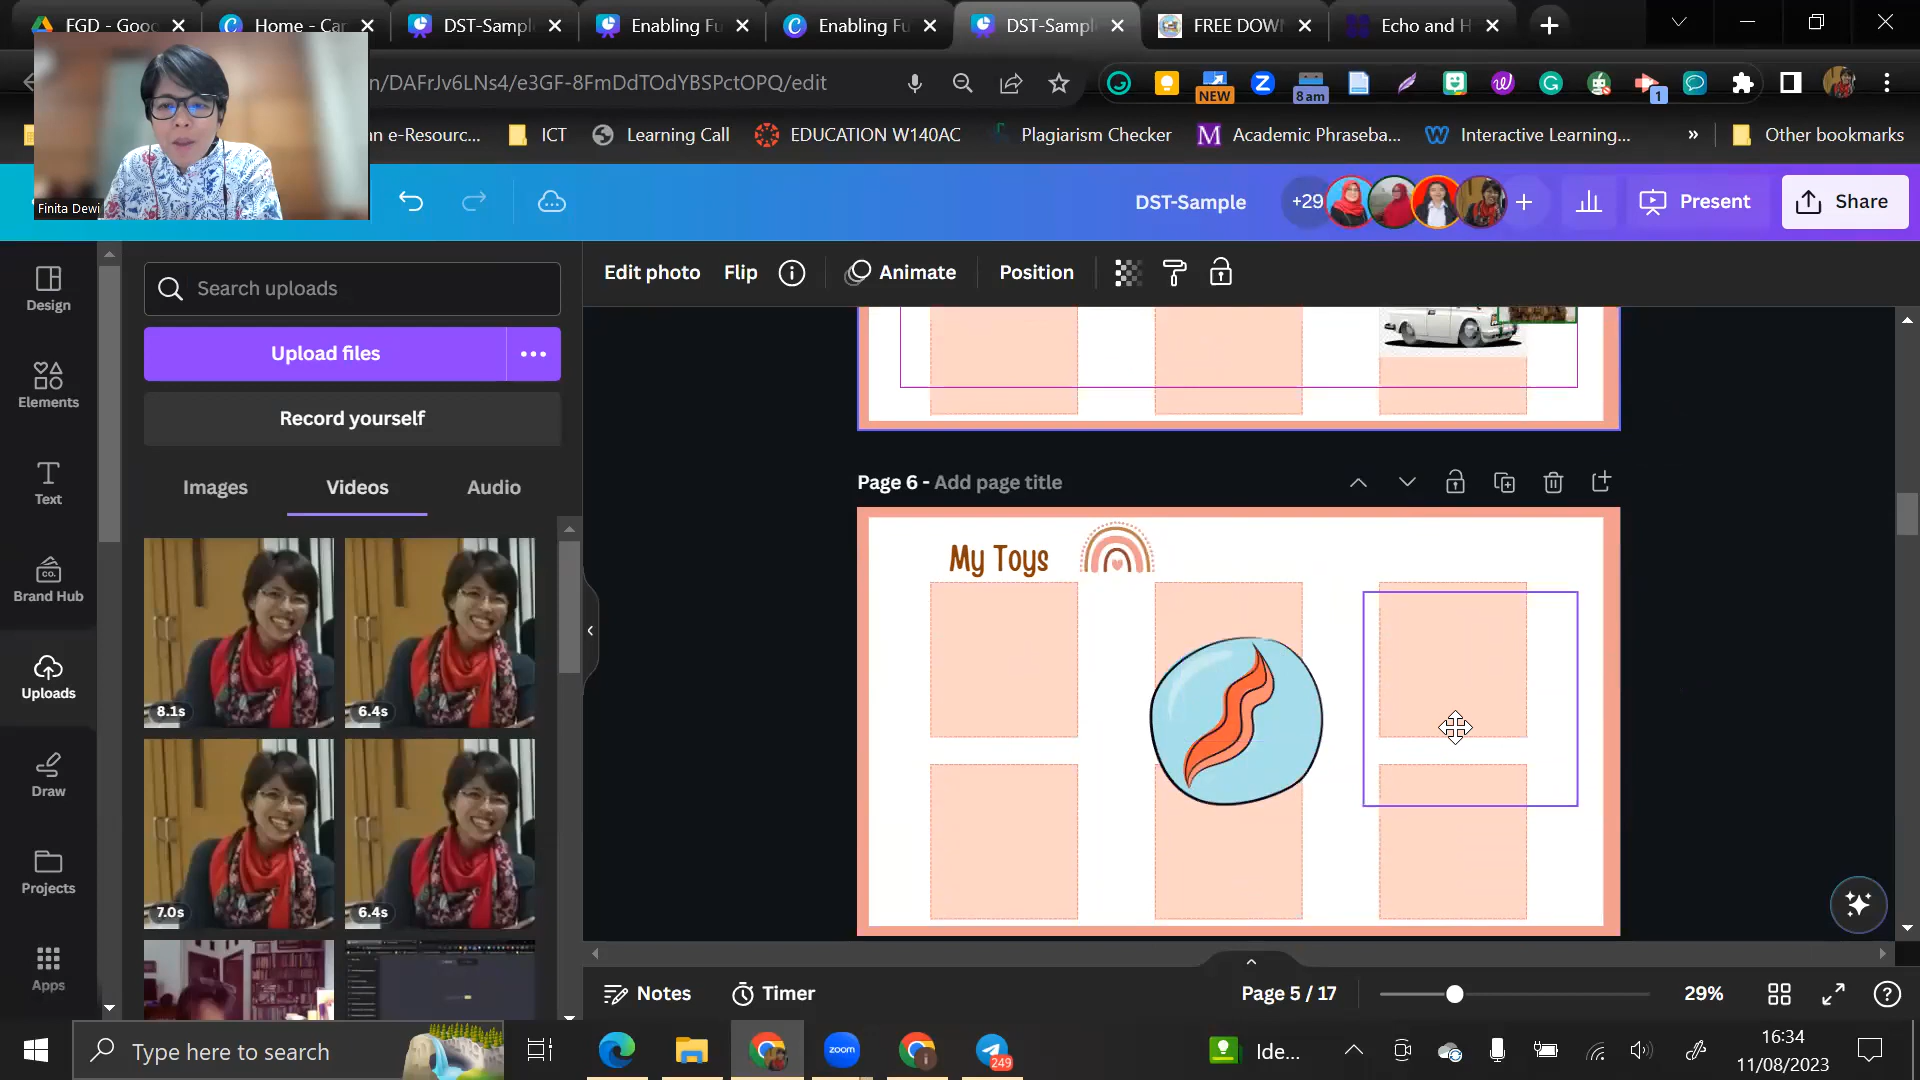 FGD - Goo
Home - Ca
DST-Sampl
Enabling Fu
Enabling Fu
DST-Sampl
FREE DOW
Echo and H
n/DAFrJv6LNs4/e3GF-8FmDdTOdYBSPctOPQ/edit
NEW
8am
1
nn e-Resourc...
ICT
Learning Call
EDUCATION W140AC
Plagiarism Checker
Academic Phraseba...
Interactive Learning...
»
Other bookmarks
Finita Dewi
DST-Sample
+29
Present
Share
Design
Elements
Text
Brand Hub
Uploads
Draw
Projects
Apps
Search uploads
Upload files
Record yourself
Images
Videos
Audio
8.1s
6.4s
7.0s
6.4s
Edit photo
Flip
Animate
Position
Page 6 - Add page title
My Toys
Notes
Timer
Page 5 / 17
29%
Type here to search
zoom
249
Ide...
16:34
11/08/2023